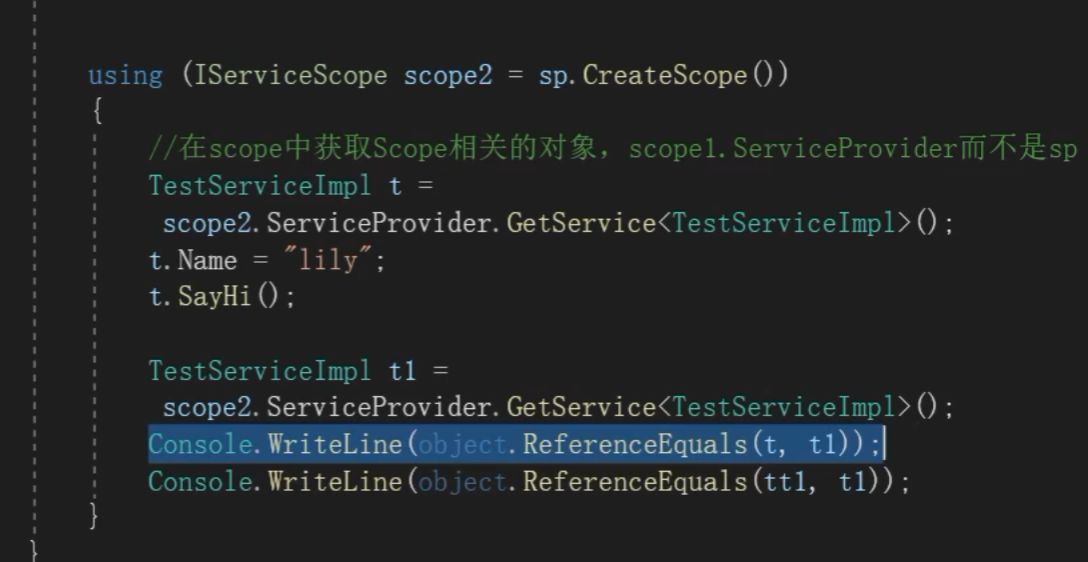 using (IServiceScope scope2 = sp.CreateScope())
{
//在scope中获取Scope相关的对象，scope1.ServiceProvider而不是sp
TestServiceImpl t =
scope2.ServiceProvider.GetService<TestServiceImpl>();
t.Name = "lily";
t.SayHi();
TestServiceImpl t1 =
scope2.ServiceProvider.GetService<TestServiceImpl>();
Console.WriteLine(object.ReferenceEquals(t, t1));
Console.WriteLine(object.ReferenceEquals(tt1, t1));
}
}